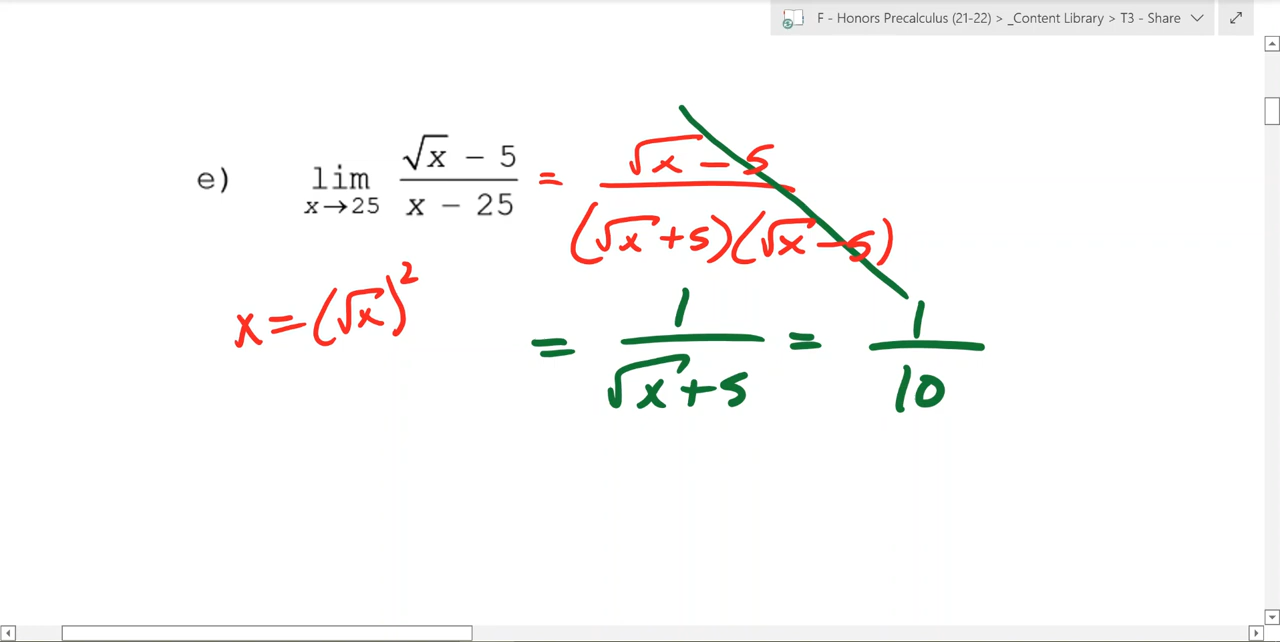 F - Honors Precalculus (21-22) > _Content Library > T3 - Share
e) lim x→25 (√x - 5)/(x - 25) = (√x - 5)/((√x + 5)(√x - 5))
x = (√x)²
= 1/(√x + 5) = 1/10